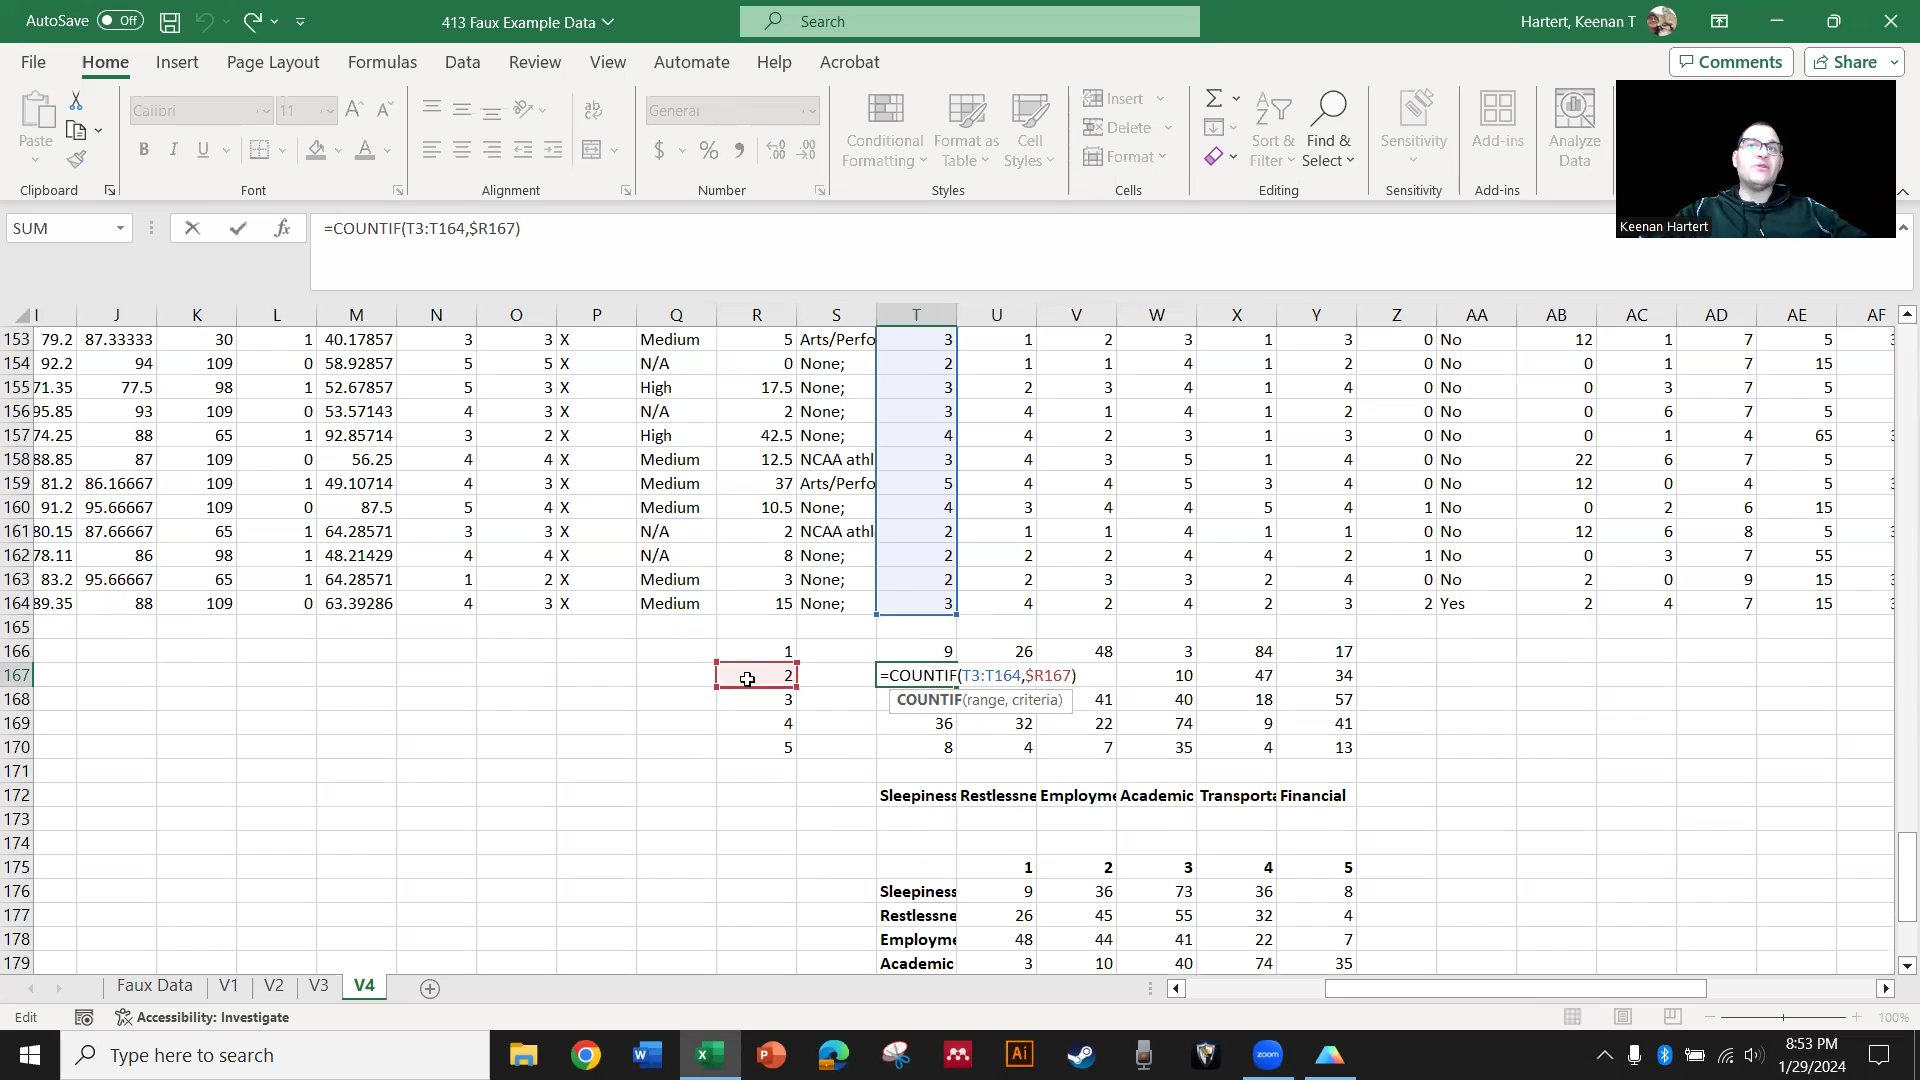 AutoSave Off 413 Faux Example Data Search Hartert, Keenan T
File Home Insert Page Layout Formulas Data Review View Automate Help Acrobat Comments Share
Paste Calibri 11 General Conditional Formatting Format as Table Cell Styles Insert Delete Format Sort & Filter Find & Select Sensitivity Add-ins Analyze Data
Clipboard Font Alignment Number Styles Cells Editing Sensitivity Add-ins
Keenan Hartert
SUM =COUNTIF(T3:T164,$R167)
I J K L M N O P Q R S T U V W X Y Z AA AB AC AD AE AF
153 79.2 87.33333 30 1 40.17857 3 3 X Medium 5 Arts/Perfo 3 1 2 3 1 3 0 No 12 1 7 5
154 92.2 94 109 0 58.92857 5 5 X N/A 0 None; 2 1 1 4 1 2 0 No 0 1 7 15
155 71.35 77.5 98 1 52.67857 5 3 X High 17.5 None; 3 2 3 4 1 4 0 No 0 3 7 5
156 95.85 93 109 0 53.57143 4 3 X N/A 2 None; 3 4 1 4 1 2 0 No 0 6 7 5
157 74.25 88 65 1 92.85714 3 2 X High 42.5 None; 4 4 2 3 1 3 0 No 0 1 4 65
158 88.85 87 109 0 56.25 4 4 X Medium 12.5 NCAA athl 3 4 3 5 1 4 0 No 22 6 7 5
159 81.2 86.16667 109 1 49.10714 4 3 X Medium 37 Arts/Perfo 5 4 4 5 3 4 0 No 12 0 4 5
160 91.2 95.66667 109 0 87.5 5 4 X Medium 10.5 None; 4 3 4 4 5 4 1 No 0 2 6 15
161 80.15 87.66667 65 1 64.28571 3 3 X N/A 2 NCAA athl 2 1 1 4 1 1 0 No 12 6 8 5
162 78.11 86 98 1 48.21429 4 4 X N/A 8 None; 2 2 2 4 4 2 1 No 0 3 7 55
163 83.2 95.66667 65 1 64.28571 1 2 X Medium 3 None; 2 2 3 3 2 4 0 No 2 0 9 15
164 89.35 88 109 0 63.39286 4 3 X Medium 15 None; 3 4 2 4 2 3 2 Yes 2 4 7 15
165
166 1 9 26 48 3 84 17
167 2 =COUNTIF(T3:T164,$R167) 10 47 34
168 3 COUNTIF(range, criteria) 41 40 18 57
169 4 36 32 22 74 9 41
170 5 8 4 7 35 4 13
171
172 Sleepiness Restlessne Employme Academic Transporta Financial
173
174
175 1 2 3 4 5
176 Sleepiness 9 36 73 36 8
177 Restlessne 26 45 55 32 4
178 Employme 48 44 41 22 7
179 Academic 3 10 40 74 35
Faux Data V1 V2 V3 V4
Edit Accessibility: Investigate 100%
Type here to search zoom 8:53 PM
1/29/2024